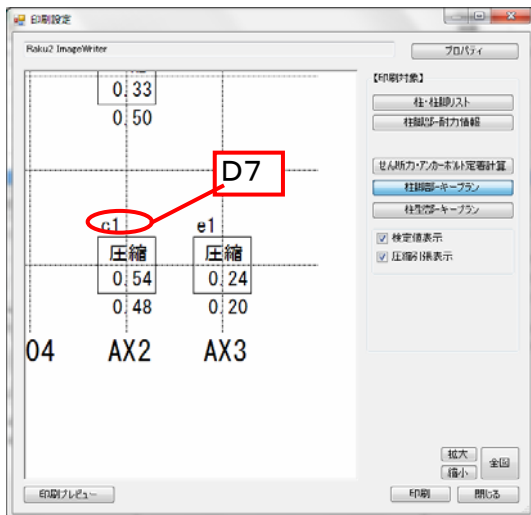 印刷設定
Raku2 ImageWriter
プロパティ
【印刷対象】
柱・柱脚リスト
柱脚部-耐力情報
せん断力・アンカーボルト定着計算
柱脚部-キープラン
柱型部-キープラン
検定値表示
圧縮引張表示
0.33
0.50
D7
c1
e1
圧縮
圧縮
0.54
0.24
0.48
0.20
04
AX2
AX3
拡大
縮小
全図
印刷プレビュー
印刷
閉じる